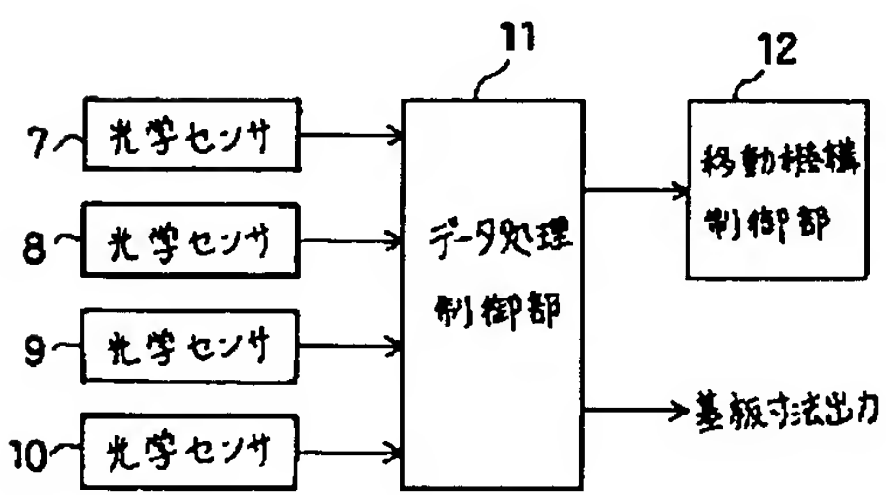 11
12
7
光学センサ
8
光学センサ
9
光学センサ
10
光学センサ
データ処理
制御部
移動機構
制御部
基板寸法出力